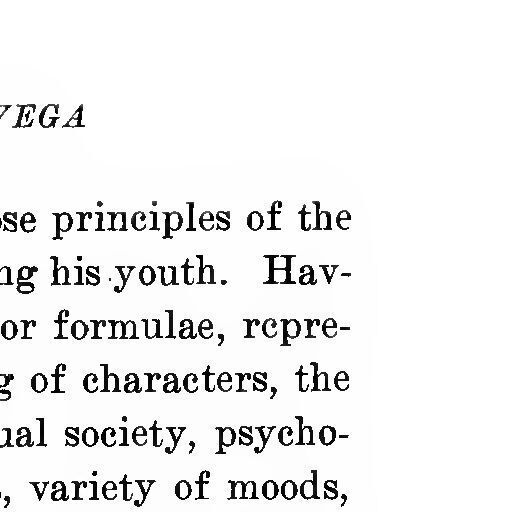 VEGA
se principles of the
ng his youth. Hav-
or formulae, repre-
g of characters, the
ual society, psycho-
, variety of moods,